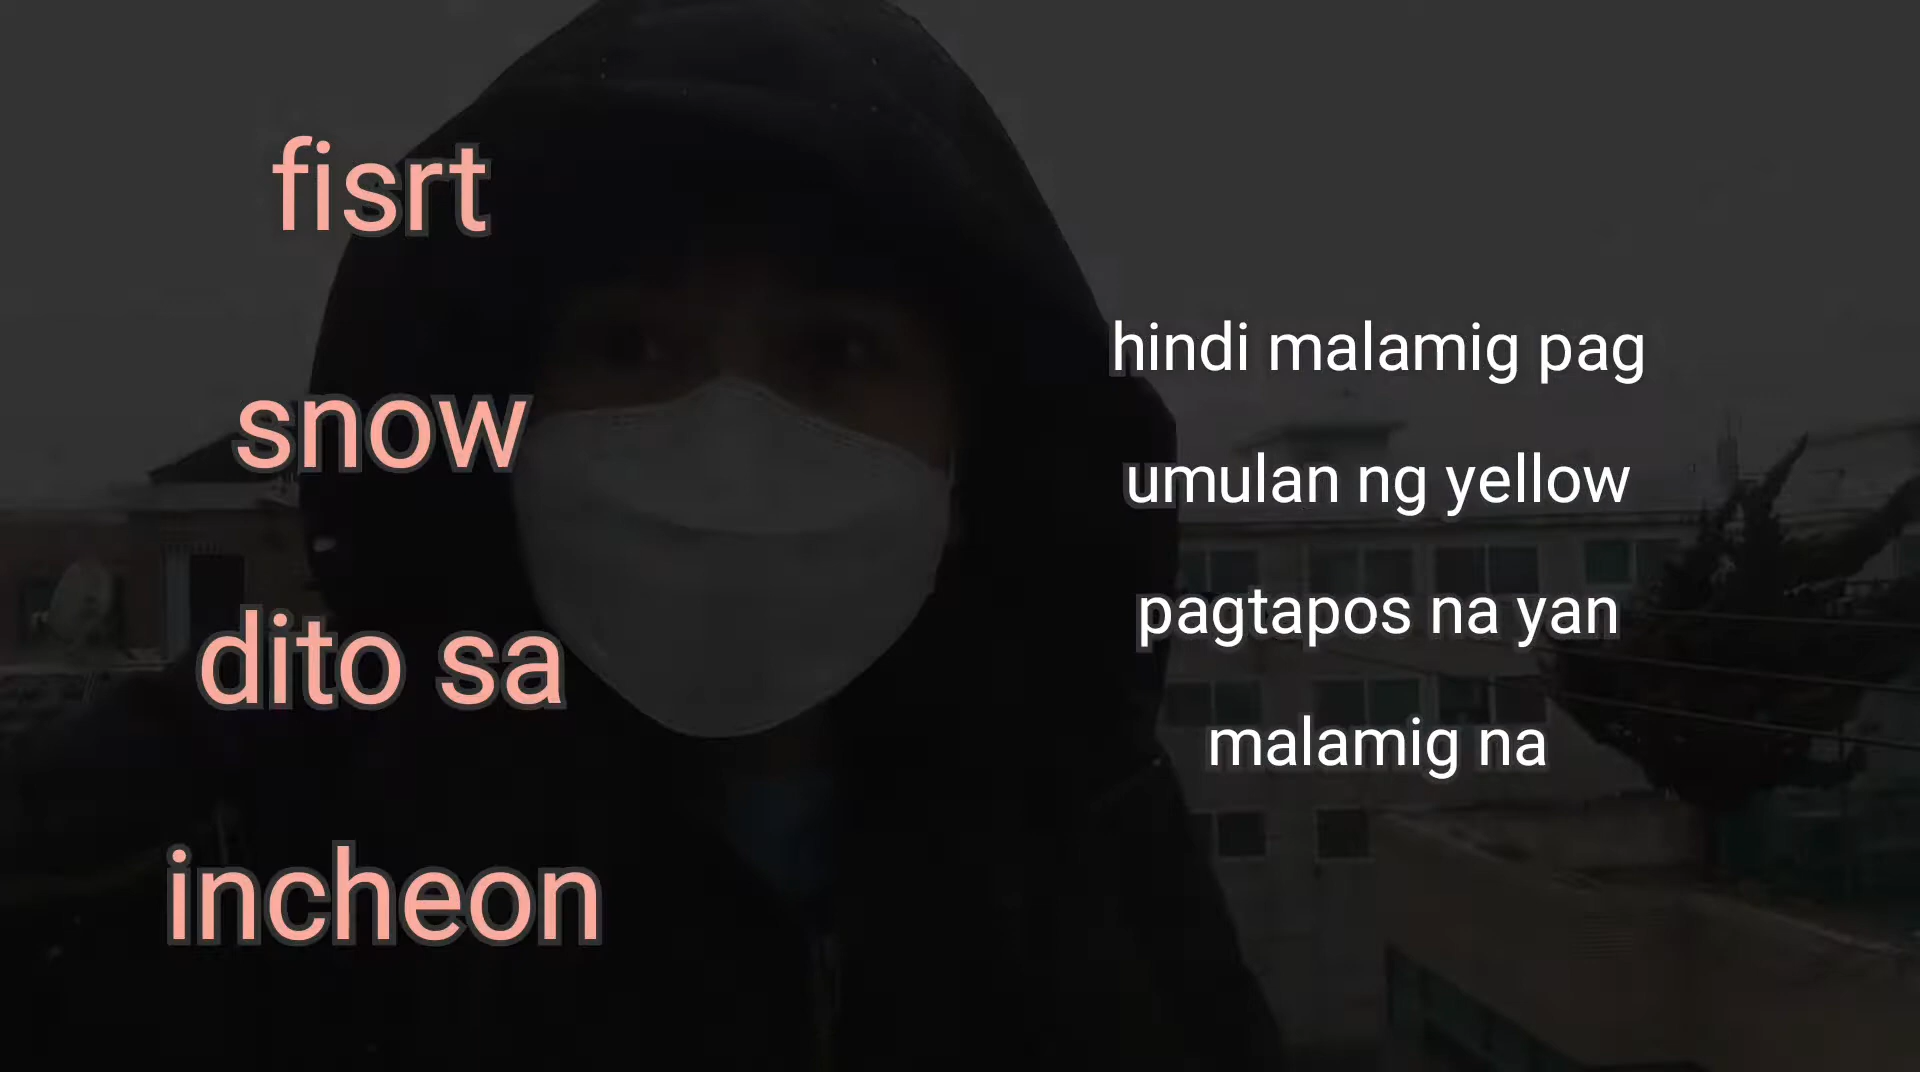 fisrt
snow
dito sa
incheon
hindi malamig pag
umulan ng yellow
pagtapos na yan
malamig na